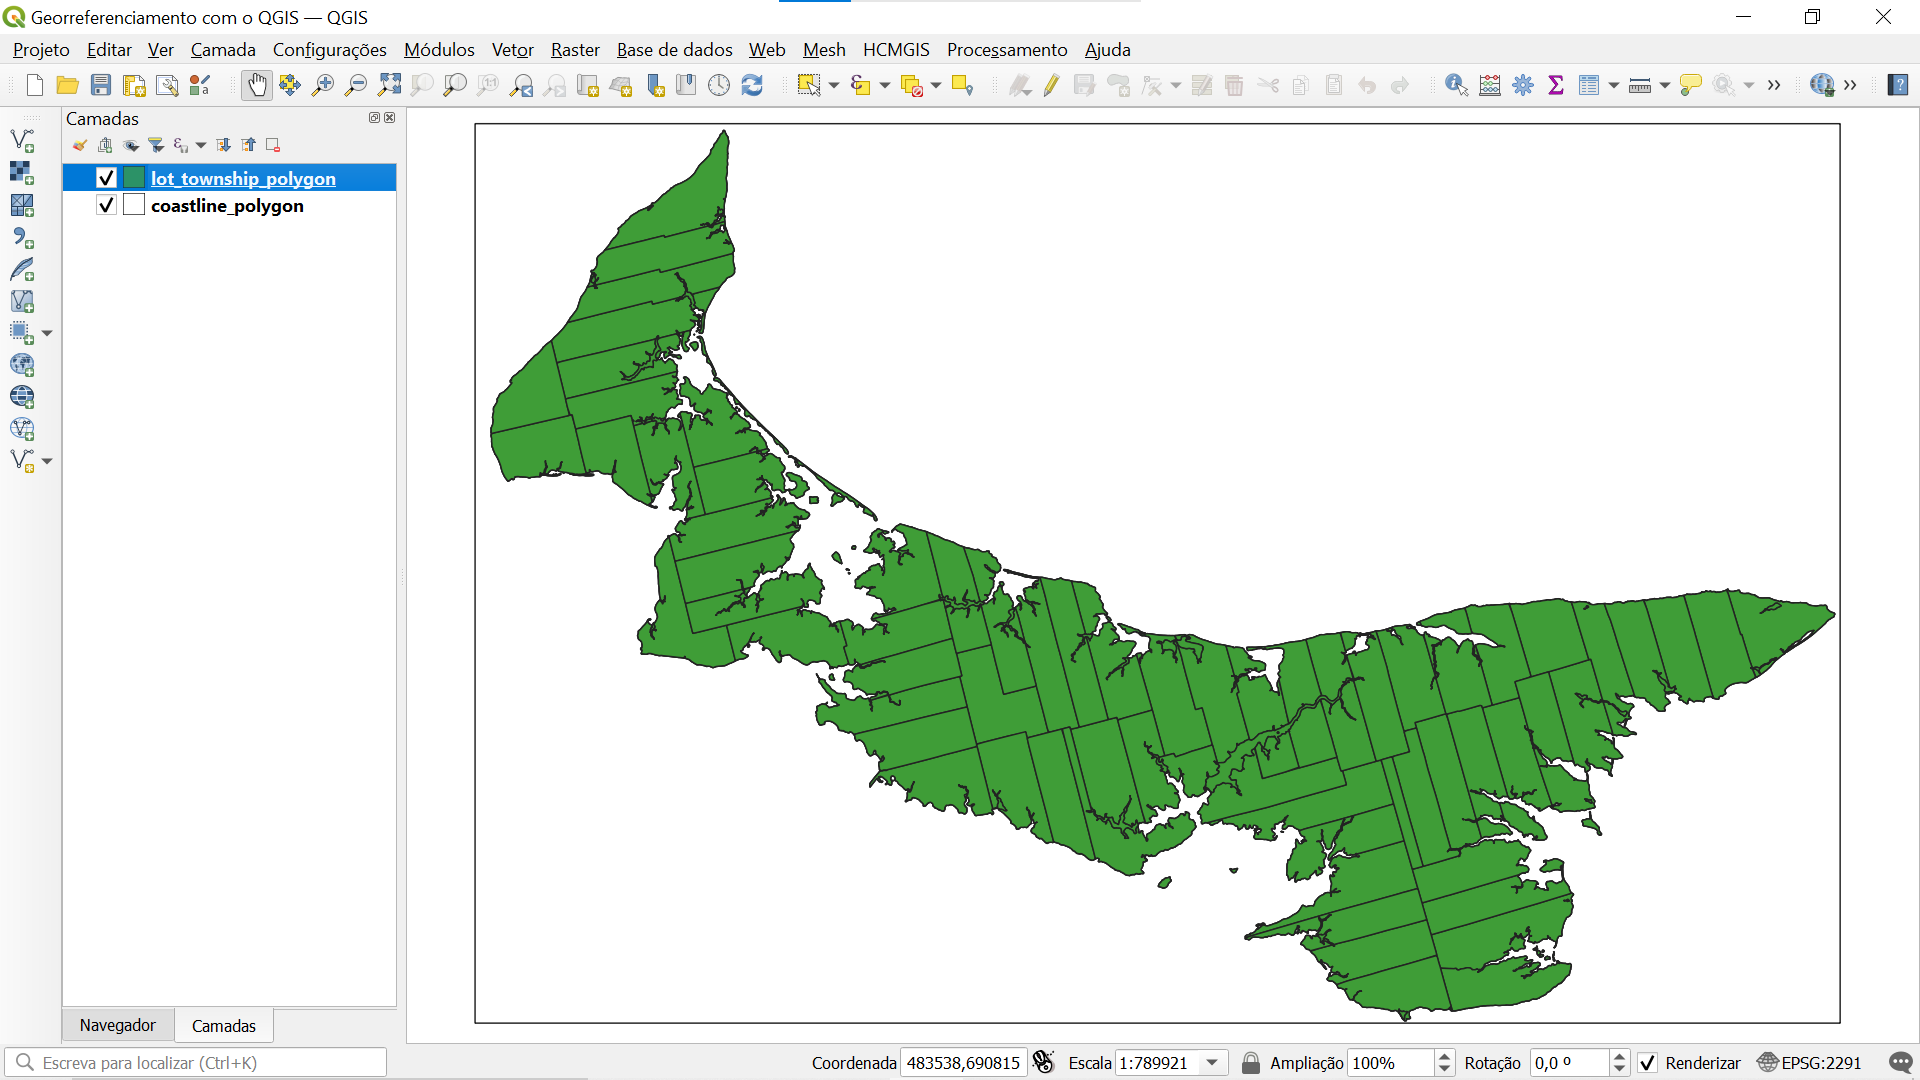 Georreferenciamento com o QGIS — QGIS
Projeto Editar Ver Camada Configurações Módulos Vetor Raster Base de dados Web Mesh HCMGIS Processamento Ajuda
Camadas
lot_township_polygon
coastline_polygon
Navegador Camadas
Escreva para localizar (Ctrl+K) Coordenada 483538,690815 Escala 1:789921 Ampliação 100% Rotação 0,0 º Renderizar EPSG:2291